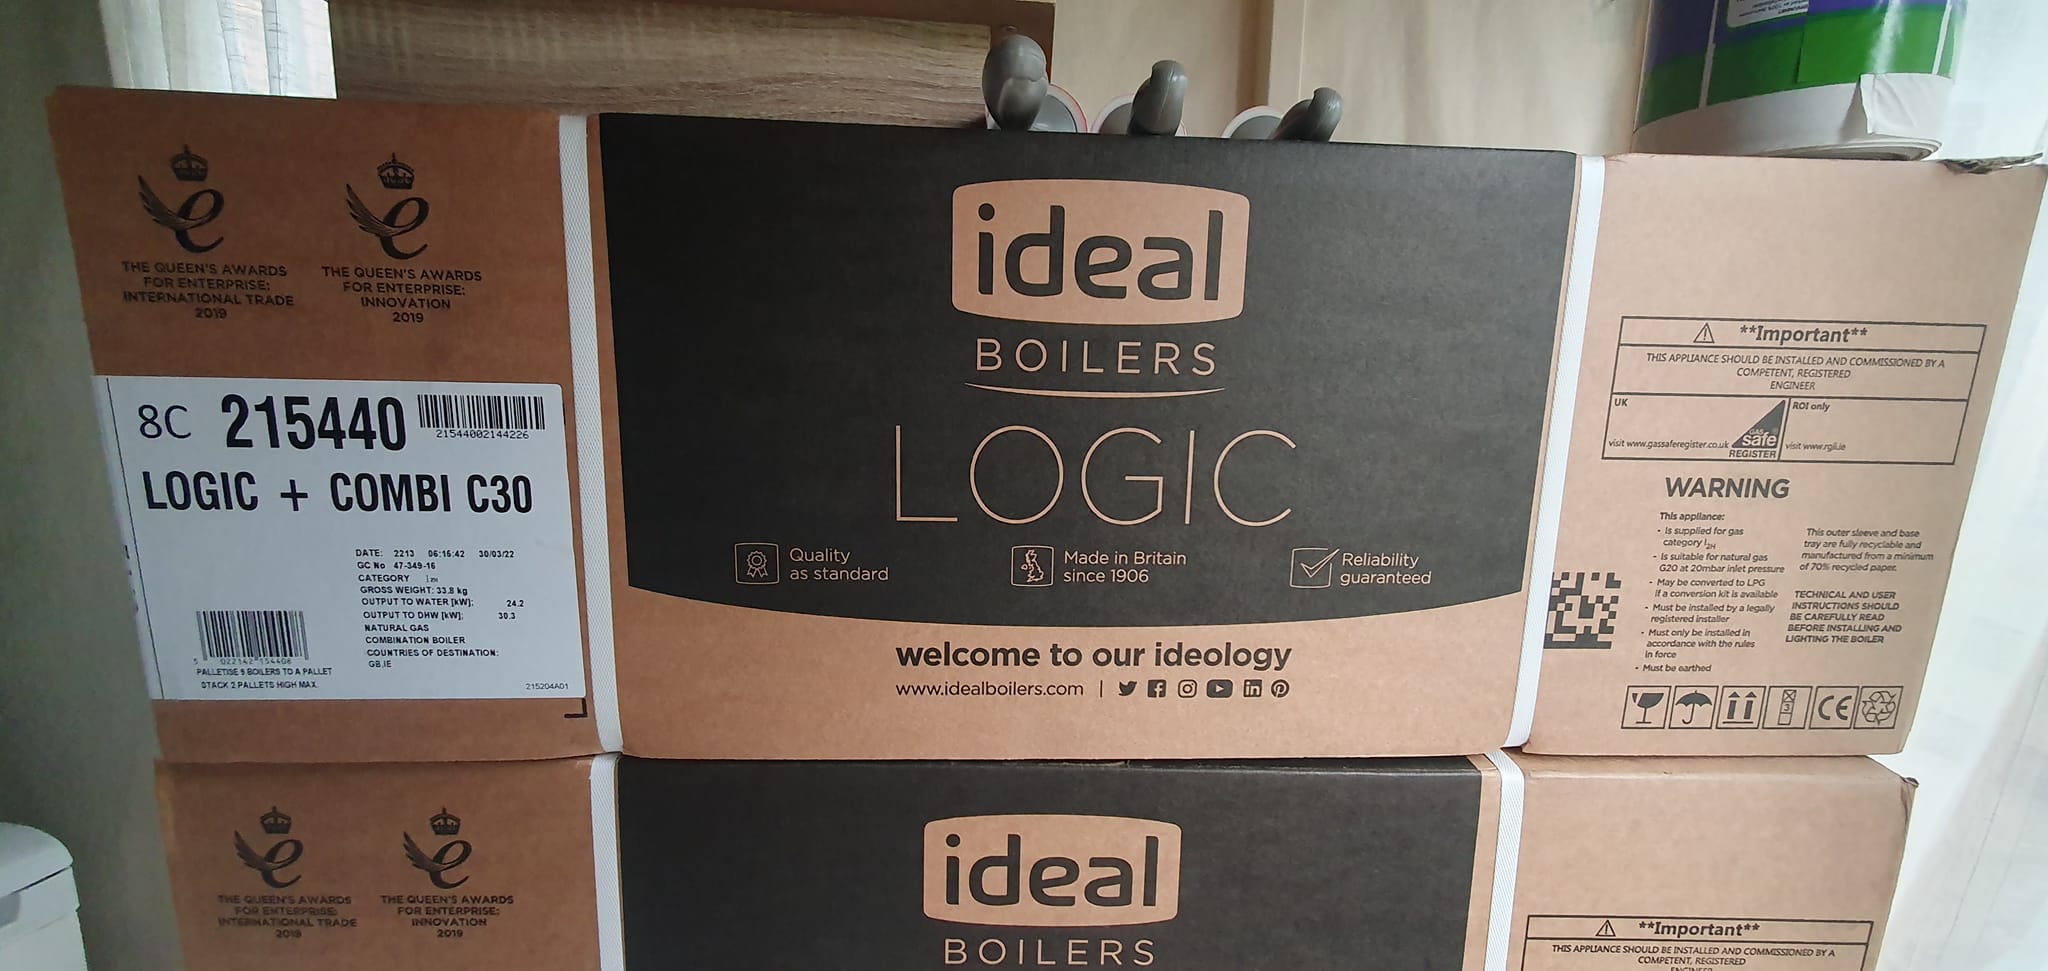 THE QUEEN'S AWARDS
FOR ENTERPRISE:
INTERNATIONAL TRADE
2019
THE QUEEN'S AWARDS
FOR ENTERPRISE:
INNOVATION
2019
8C 215440
21544002144226
LOGIC + COMBI C30
DATE: 2213 06:15:42 30/03/22
GC No 47-349-16
CATEGORY I2H
GROSS WEIGHT: 33.8 kg
OUTPUT TO WATER [kW]: 24.2
OUTPUT TO DHW [kW]: 30.3
NATURAL GAS
COMBINATION BOILER
COUNTRIES OF DESTINATION:
GB,IE
5 022142 154408
PALLETISE 9 BOILERS TO A PALLET
STACK 2 PALLETS HIGH MAX.
215204A01
ideal
BOILERS
LOGIC
Quality
as standard
Made in Britain
since 1906
Reliability
guaranteed
welcome to our ideology
www.idealboilers.com |
**Important**
THIS APPLIANCE SHOULD BE INSTALLED AND COMMISSIONED BY A
COMPETENT, REGISTERED
ENGINEER
UK
visit www.gassaferegister.co.uk
GAS
safe
REGISTER
ROI only
visit www.rgii.ie
WARNING
This appliance:
- Is supplied for gas
category I2H
- Is suitable for natural gas
G20 at 20mbar inlet pressure
- May be converted to LPG
if a conversion kit is available
- Must be installed by a legally
registered installer
- Must only be installed in
accordance with the rules
in force
- Must be earthed
This outer sleeve and base
tray are fully recyclable and
manufactured from a minimum
of 70% recycled paper.
TECHNICAL AND USER
INSTRUCTIONS SHOULD
BE CAREFULLY READ
BEFORE INSTALLING AND
LIGHTING THE BOILER
3
CE
THE QUEEN'S AWARDS
FOR ENTERPRISE:
INTERNATIONAL TRADE
2019
THE QUEEN'S AWARDS
FOR ENTERPRISE:
INNOVATION
2019
ideal
BOILERS
**Important**
THIS APPLIANCE SHOULD BE INSTALLED AND COMMISSIONED BY A
COMPETENT, REGISTERED